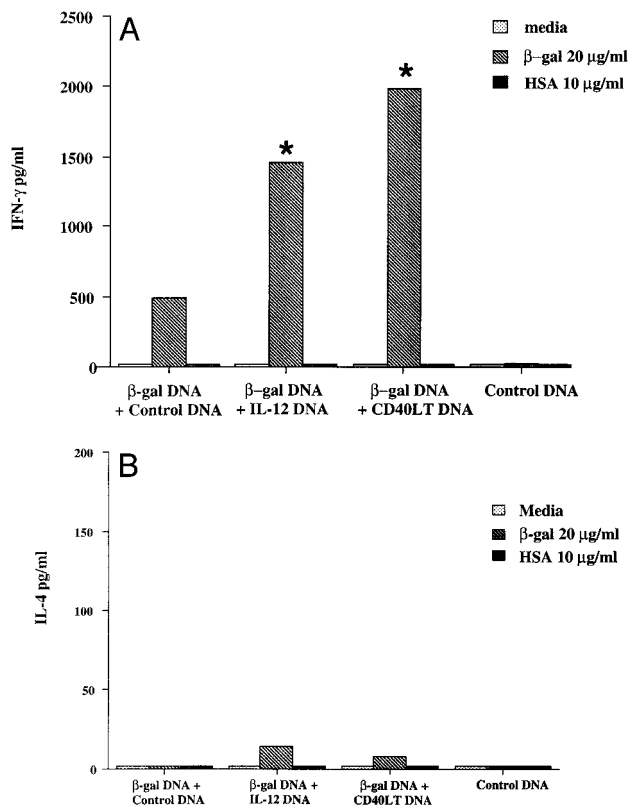 A
media
β-gal 20 μg/ml
HSA 10 μg/ml
IFN-γ pg/ml
2500
2000
1500
1000
500
0
*
*
β-gal DNA
+ Control DNA
β-gal DNA
+ IL-12 DNA
β-gal DNA
+ CD40LT DNA
Control DNA
B
Media
β-gal 20 μg/ml
HSA 10 μg/ml
IL-4 pg/ml
200
150
100
50
0
β-gal DNA +
Control DNA
β-gal DNA +
IL-12 DNA
β-gal DNA +
CD40LT DNA
Control DNA